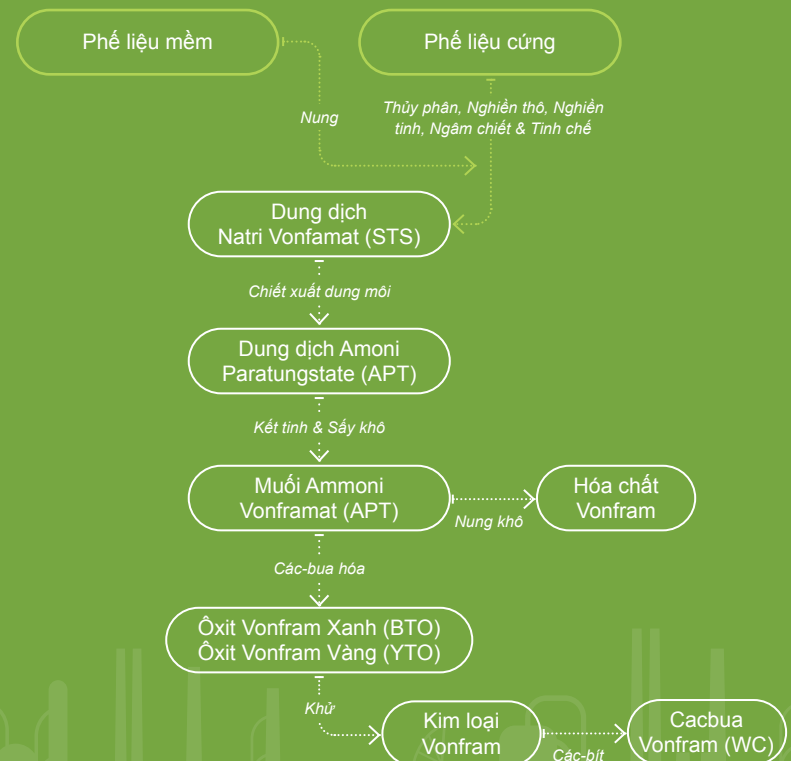 Phế liệu mềm
Phế liệu cứng
Nung
Thủy phân, Nghiền thô, Nghiền
tinh, Ngâm chiết & Tinh chế
Dung dịch
Natri Vonfamat (STS)
Chiết xuất dung môi
Dung dịch Amoni
Paratungstate (APT)
Kết tinh & Sấy khô
Muối Ammoni
Vonframat (APT)
Nung khô
Hóa chất
Vonfram
Các-bua hóa
Ôxit Vonfram Xanh (BTO)
Ôxit Vonfram Vàng (YTO)
Khử
Kim loại
Vonfram
Các-bít
Cacbua
Vonfram (WC)